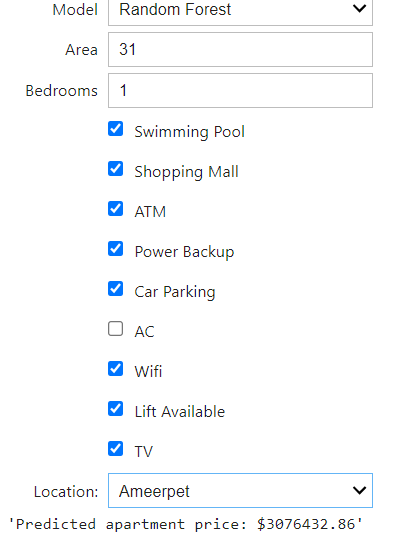 Model Random Forest
Area 31
Bedrooms 1
Swimming Pool
Shopping Mall
ATM
Power Backup
Car Parking
AC
Wifi
Lift Available
TV
Location: Ameerpet
'Predicted apartment price: $3076432.86'